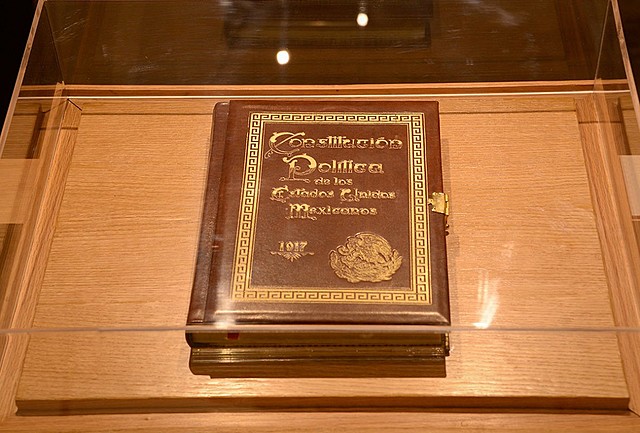 Constitución
Política
de los
Estados Unidos
Mexicanos
1917